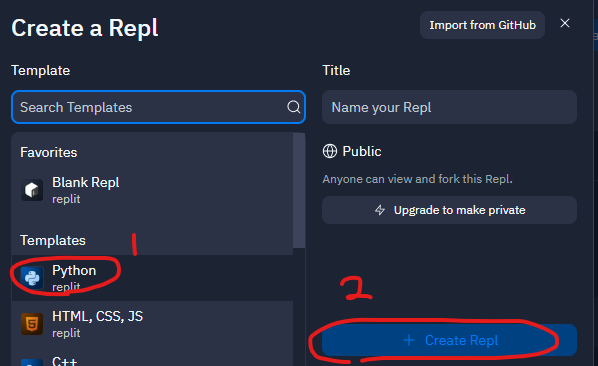 Create a Repl
Import from GitHub
Template
Search Templates
Favorites
Blank Repl
replit
Templates
1
Python
replit
HTML, CSS, JS
replit
C++
Title
Name your Repl
Public
Anyone can view and fork this Repl.
Upgrade to make private
2
+ Create Repl